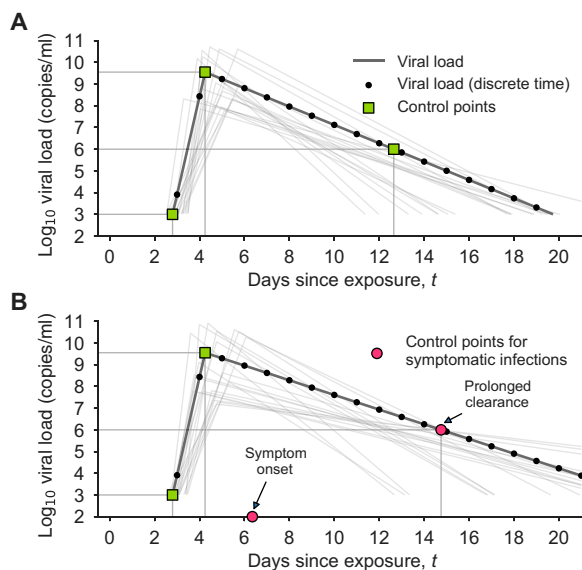 A
11
10
9
8
7
6
5
4
3
2
Log10 viral load (copies/ml)
Viral load
Viral load (discrete time)
Control points
0 2 4 6 8 10 12 14 16 18 20
Days since exposure, t
B
11
10
9
8
7
6
5
4
3
2
Log10 viral load (copies/ml)
Control points for
symptomatic infections
Prolonged
clearance
Symptom
onset
0 2 4 6 8 10 12 14 16 18 20
Days since exposure, t